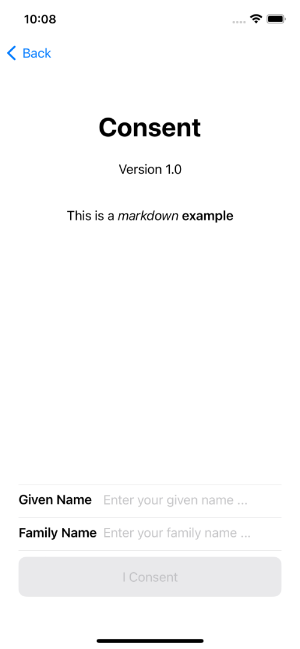 10:08
Back
Consent
Version 1.0
This is a markdown example
Given Name Enter your given name ...
Family Name Enter your family name ...
I Consent